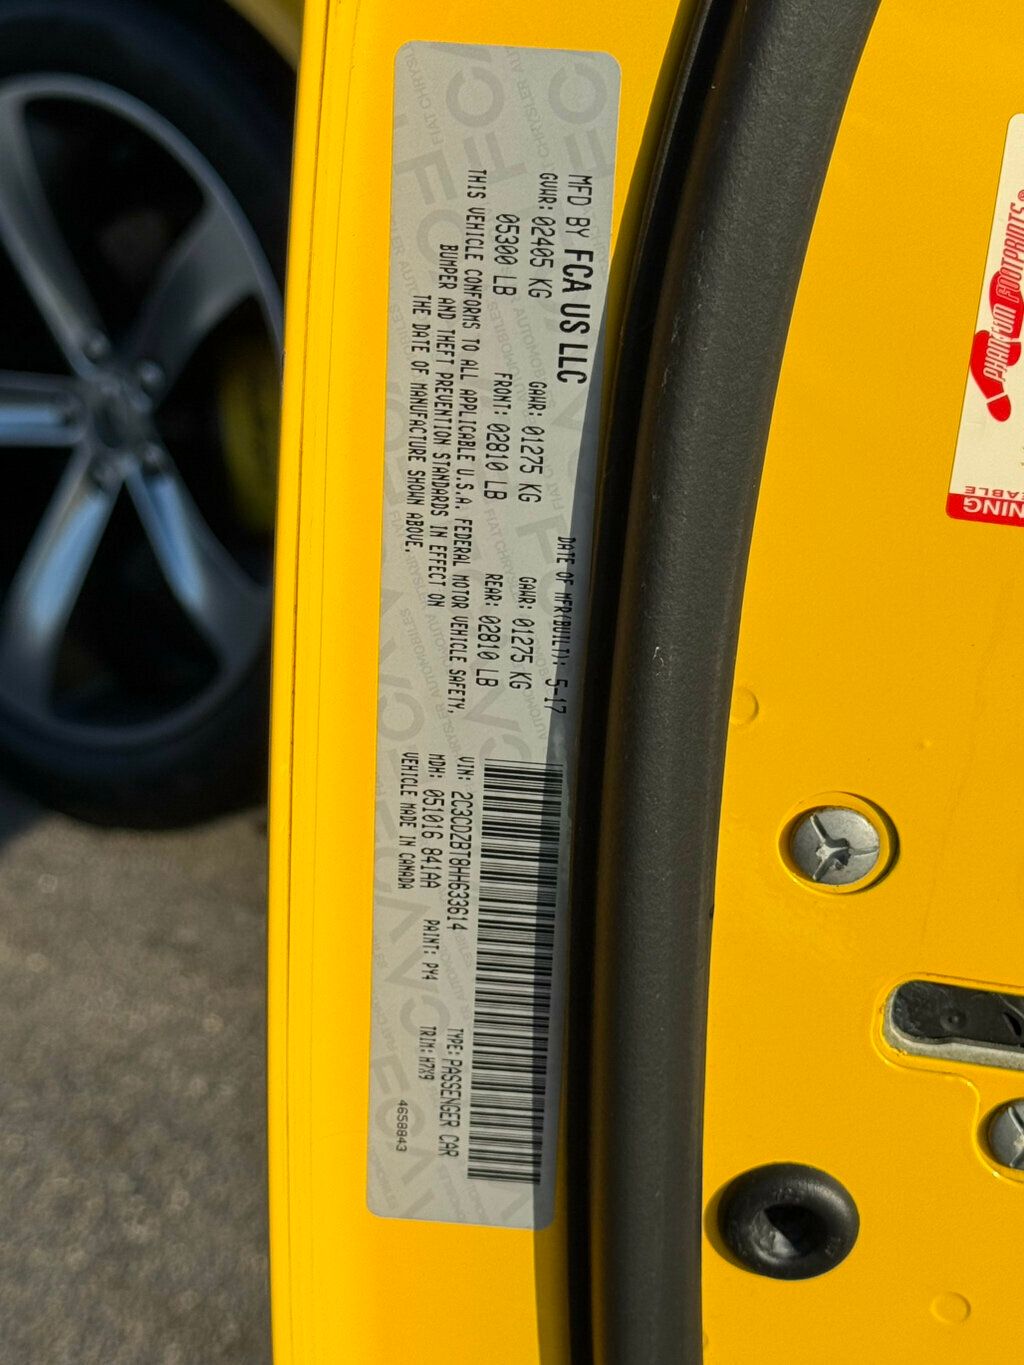 MFD BY FCA US LLC
DATE OF MFR(BUILT): 5-17
GVWR: 02405 KG
GAWR: 01275 KG
GAWR: 01275 KG
05300 LB
FRONT: 02810 LB
REAR: 02810 LB
THIS VEHICLE CONFORMS TO ALL APPLICABLE U.S.A. FEDERAL MOTOR VEHICLE SAFETY,
BUMPER AND THEFT PREVENTION STANDARDS IN EFFECT ON
THE DATE OF MANUFACTURE SHOWN ABOVE.
VIN: 2C3CDZBT8HH633614
TYPE: PASSENGER CAR
MDH: 051016 841AA
PAINT: PY4
TRIM: H7X9
VEHICLE MADE IN CANADA
4658843
PHANTOM FOOTPRINTS®